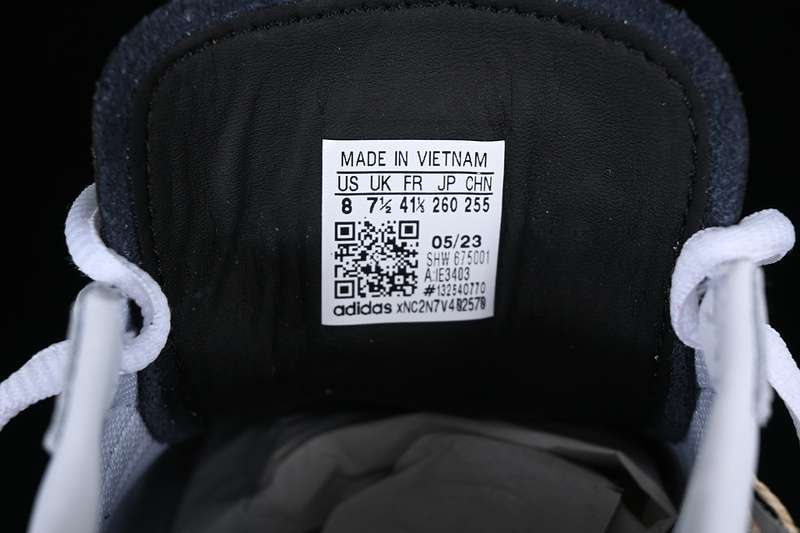 MADE IN VIETNAM
US UK FR JP CHN
8 7½ 41⅓ 260 255
05/23
SHW 675001
A:IE3403
#132540770
adidas xNC2N7V482579